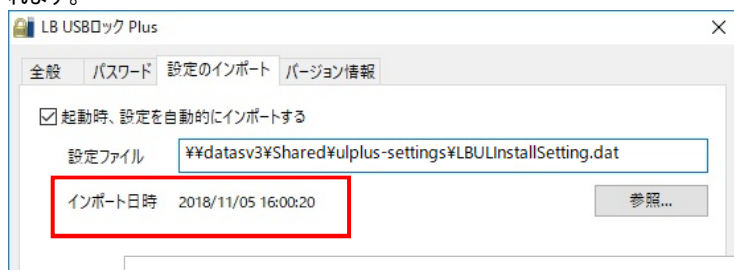 れます。
LB USBロック Plus
全般 パスワード 設定のインポート バージョン情報
起動時、設定を自動的にインポートする
設定ファイル ¥¥datasv3¥Shared¥ulplus-settings¥LBULInstallSetting.dat
インポート日時 2018/11/05 16:00:20 参照...